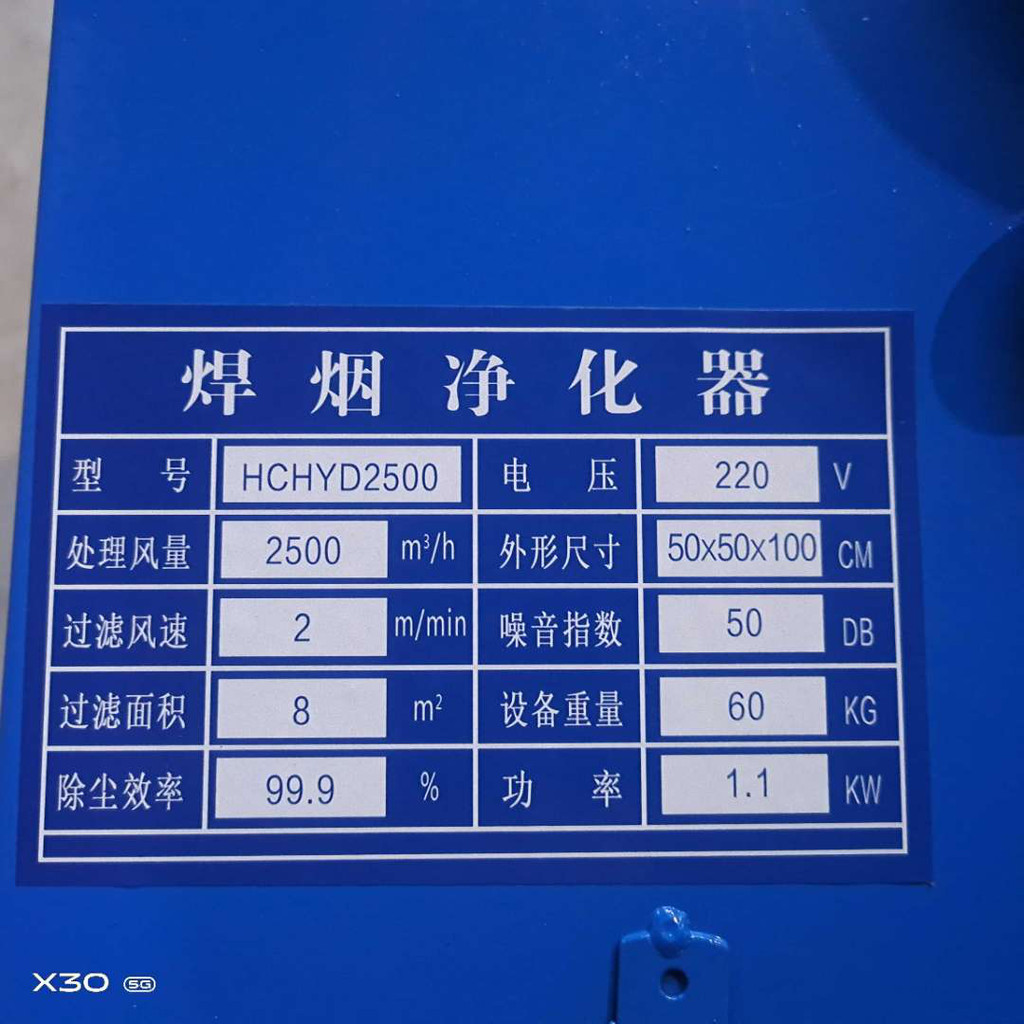 焊烟净化器
型号 HCHYD2500 电压 220 V
处理风量 2500 m³/h 外形尺寸 50x50x100 CM
过滤风速 2 m/min 噪音指数 50 DB
过滤面积 8 m² 设备重量 60 KG
除尘效率 99.9 % 功率 1.1 KW
X30 5G